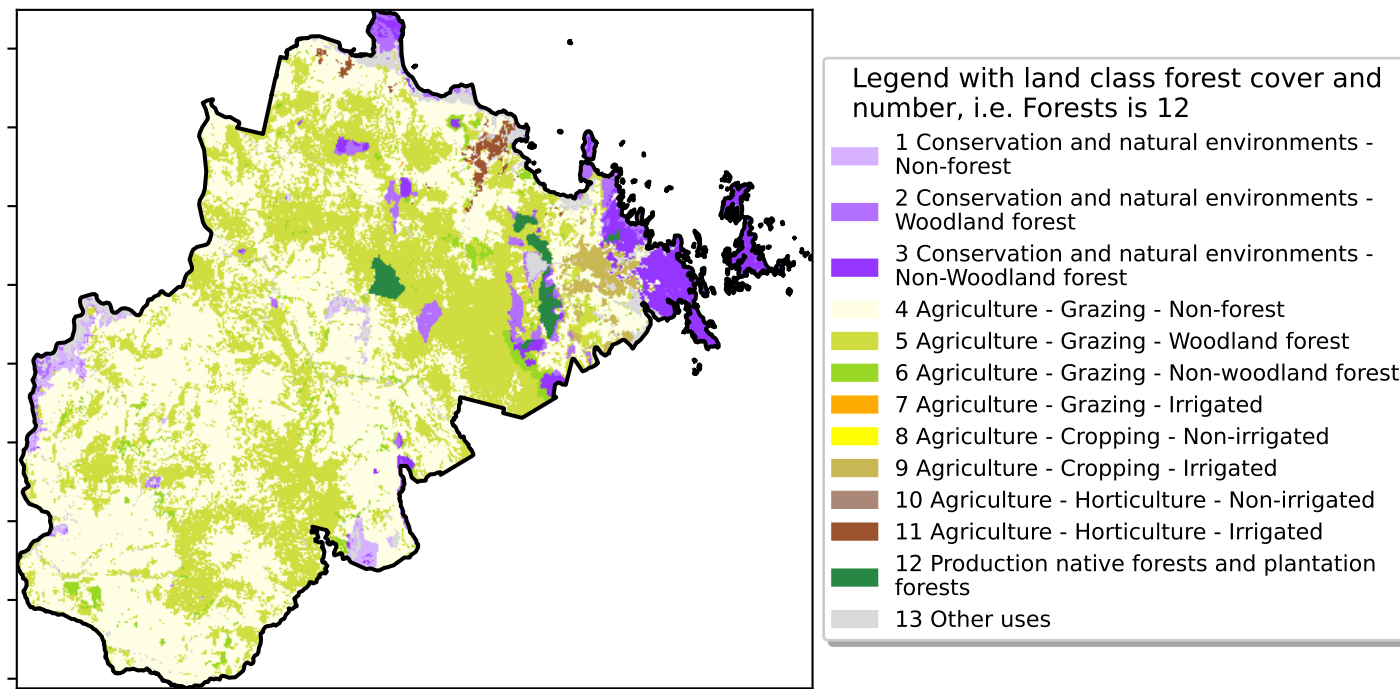 Legend with land class forest cover and
number, i.e. Forests is 12
1 Conservation and natural environments -
Non-forest
2 Conservation and natural environments -
Woodland forest
3 Conservation and natural environments -
Non-Woodland forest
4 Agriculture - Grazing - Non-forest
5 Agriculture - Grazing - Woodland forest
6 Agriculture - Grazing - Non-woodland forest
7 Agriculture - Grazing - Irrigated
8 Agriculture - Cropping - Non-irrigated
9 Agriculture - Cropping - Irrigated
10 Agriculture - Horticulture - Non-irrigated
11 Agriculture - Horticulture - Irrigated
12 Production native forests and plantation
forests
13 Other uses